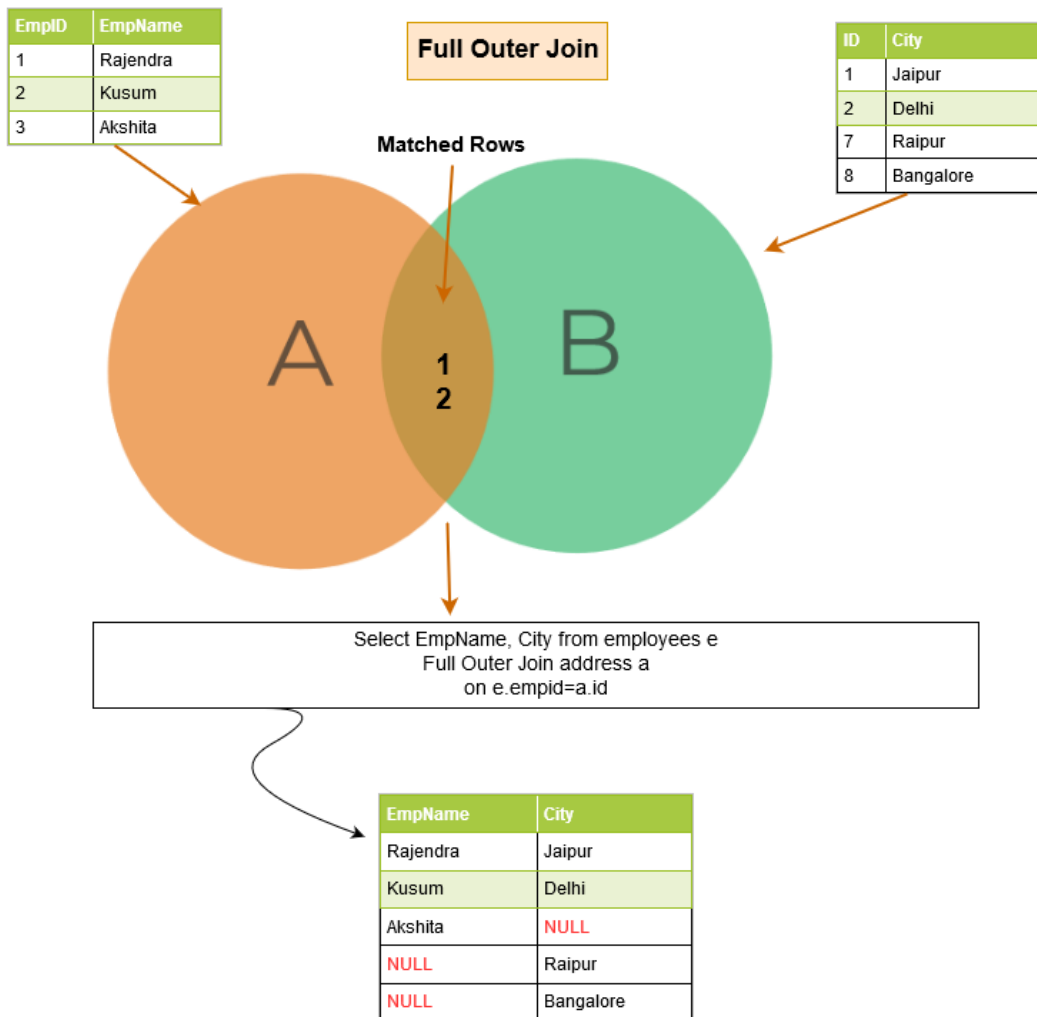 EmpID EmpName
1 Rajendra
2 Kusum
3 Akshita
Full Outer Join
ID City
1 Jaipur
2 Delhi
7 Raipur
8 Bangalore
Matched Rows
A
B
1
2
Select EmpName, City from employees e
Full Outer Join address a
on e.empid=a.id
EmpName City
Rajendra Jaipur
Kusum Delhi
Akshita NULL
NULL Raipur
NULL Bangalore